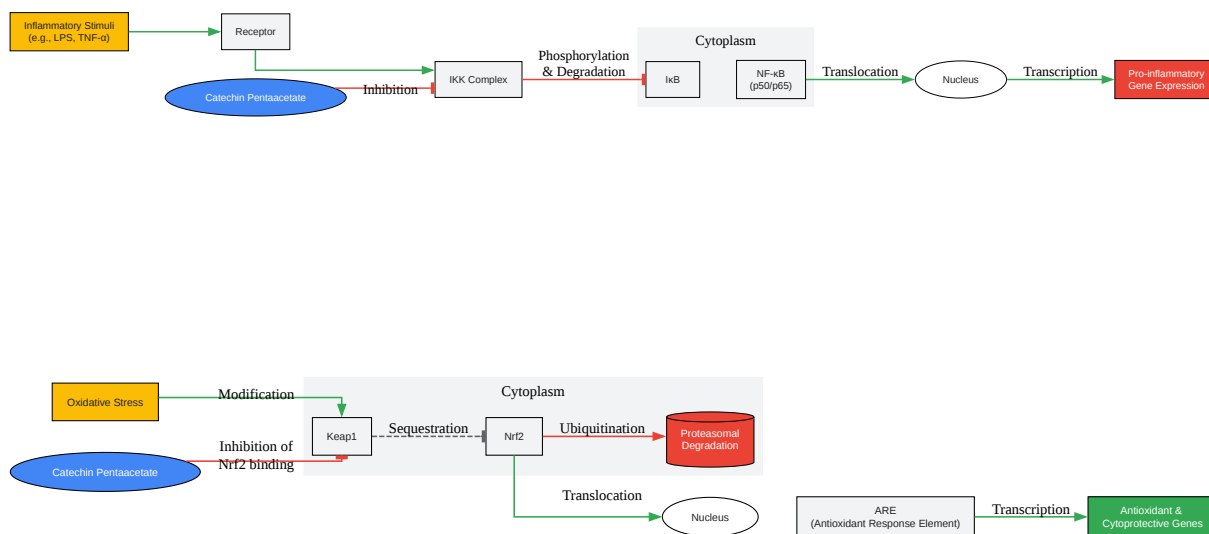 Inflammatory Stimuli
(e.g., LPS, TNF-α)
Receptor
Catechin Pentaacetate
Inhibition
IKK Complex
Phosphorylation
& Degradation
Cytoplasm
IκB
NF-κB
(p50/p65)
Translocation
Nucleus
Transcription
Pro-inflammatory
Gene Expression
Oxidative Stress
Modification
Catechin Pentaacetate
Inhibition of
Nrf2 binding
Cytoplasm
Keap1
Sequestration
Nrf2
Ubiquitination
Proteasomal
Degradation
Translocation
Nucleus
ARE
(Antioxidant Response Element)
Transcription
Antioxidant &
Cytoprotective Genes